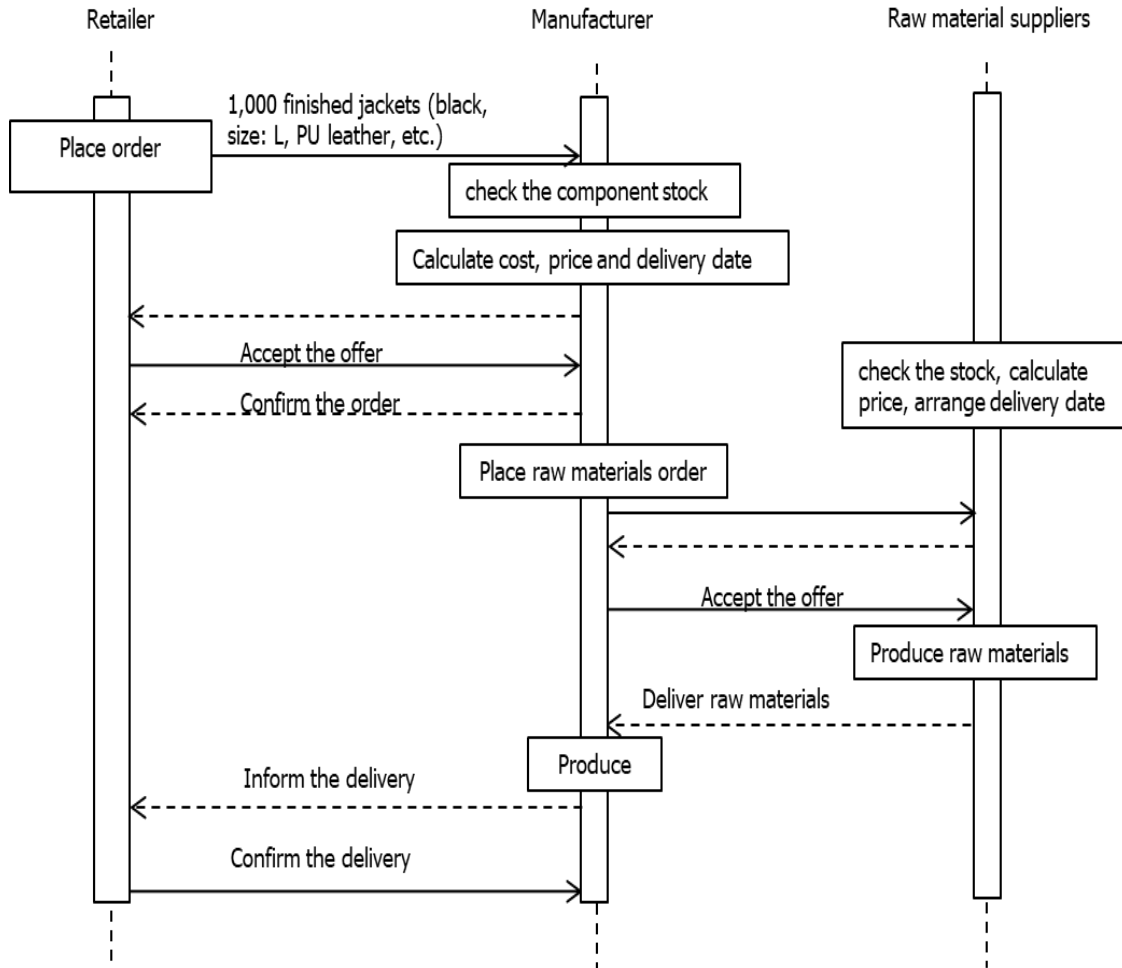 Retailer
Manufacturer
Raw material suppliers
1,000 finished jackets (black,
size: L, PU leather, etc.)
Place order
check the component stock
Calculate cost, price and delivery date
Accept the offer
check the stock, calculate
price, arrange delivery date
Confirm the order
Place raw materials order
Accept the offer
Produce raw materials
Deliver raw materials
Produce
Inform the delivery
Confirm the delivery